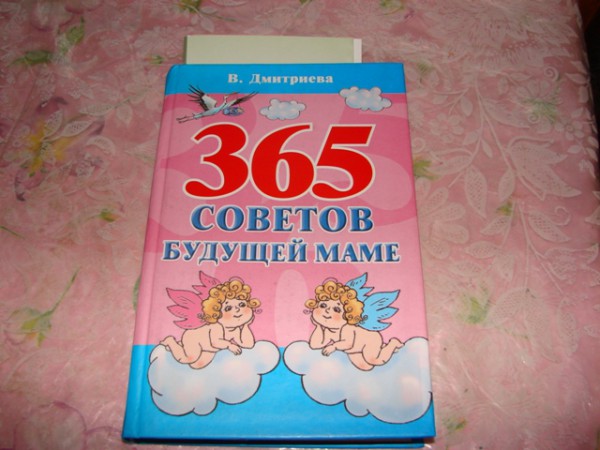 В. Дмитриева
365
СОВЕТОВ
БУДУЩЕЙ МАМЕ